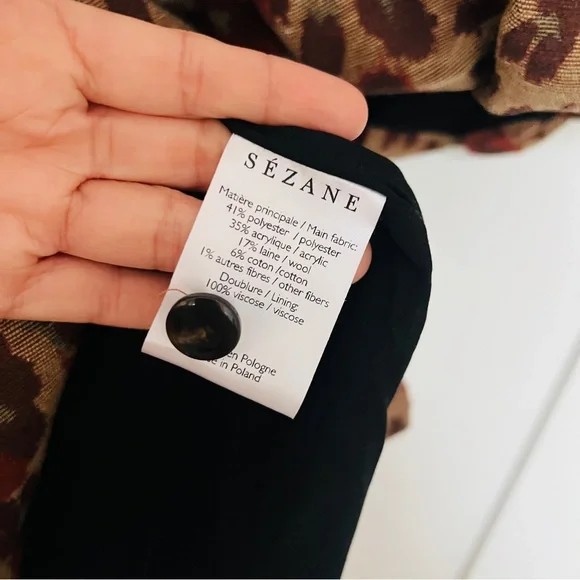 SÉZANE
Matière principale / Main fabric:
41% polyester / polyester
35% acrylique / acrylic
17% laine / wool
6% coton /cotton
1% autres fibres / other fibers
Doublure / Lining:
100% viscose / viscose
en Pologne
in Poland